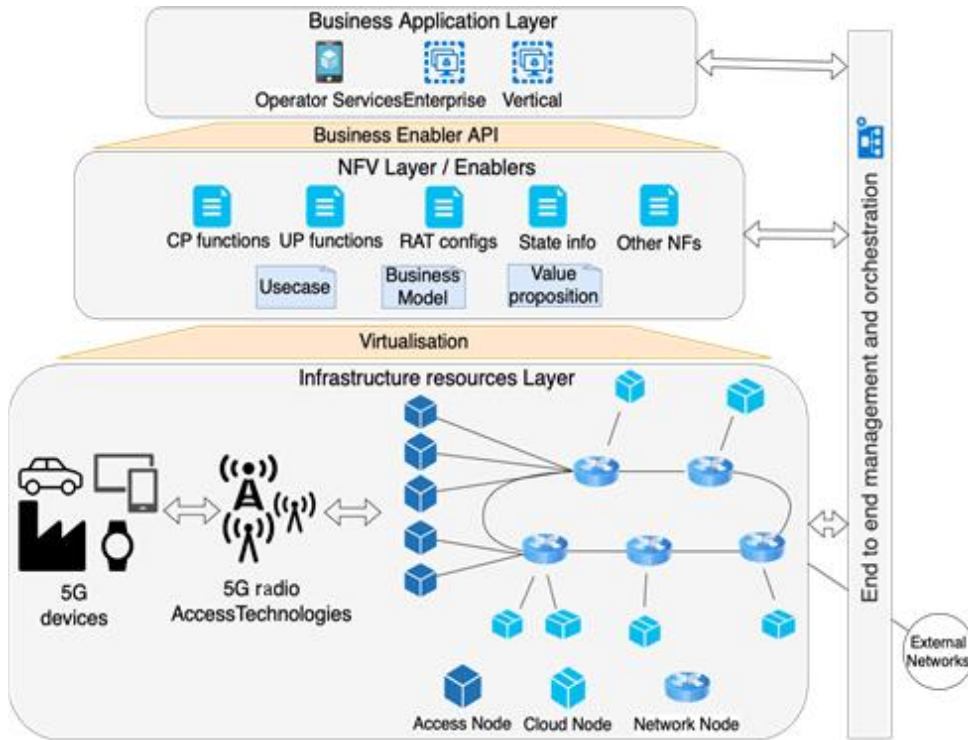 Business Application Layer
Operator Services
Enterprise
Vertical
Business Enabler API
NFV Layer / Enablers
CP functions
UP functions
RAT configs
State info
Other NFs
Usecase
Business
Model
Value
proposition
Virtualisation
Infrastructure resources Layer
5G
devices
5G radio
AccessTechnologies
Access Node
Cloud Node
Network Node
End to end management and orchestration
External
Networks